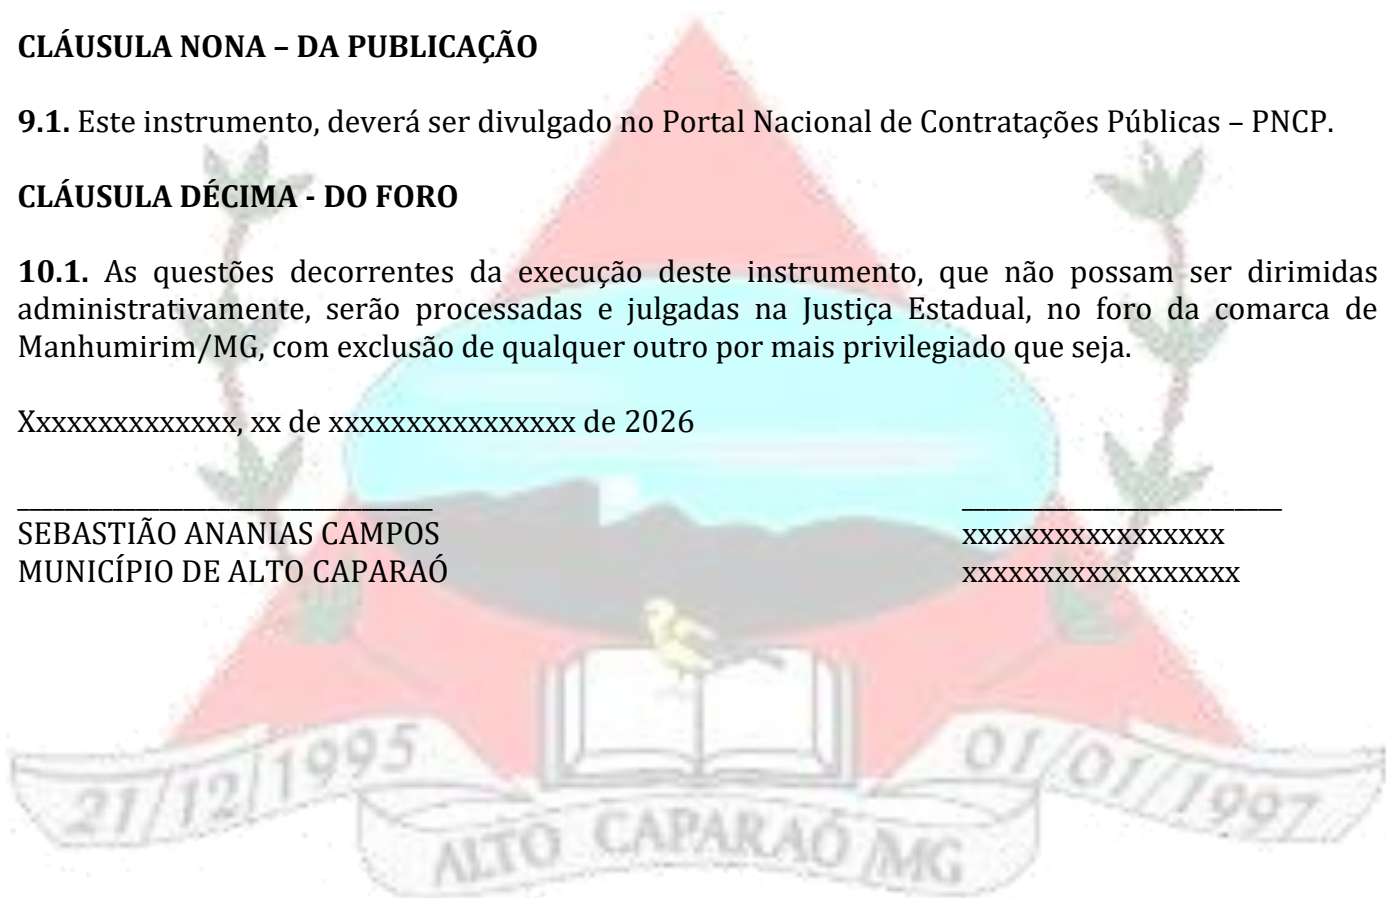 CLÁUSULA NONA – DA PUBLICAÇÃO
9.1. Este instrumento, deverá ser divulgado no Portal Nacional de Contratações Públicas – PNCP.
CLÁUSULA DÉCIMA - DO FORO
10.1. As questões decorrentes da execução deste instrumento, que não possam ser dirimidas
administrativamente, serão processadas e julgadas na Justiça Estadual, no foro da comarca de
Manhumirim/MG, com exclusão de qualquer outro por mais privilegiado que seja.
Xxxxxxxxxxxxxxx, xx de xxxxxxxxxxxxxxxx de 2026
___________________________________ ___________________________
SEBASTIÃO ANANIAS CAMPOS xxxxxxxxxxxxxxxxx
MUNICÍPIO DE ALTO CAPARAÓ xxxxxxxxxxxxxxxxxx
21/12/1995 01/01/1997
ALTO CAPARAÓ MG